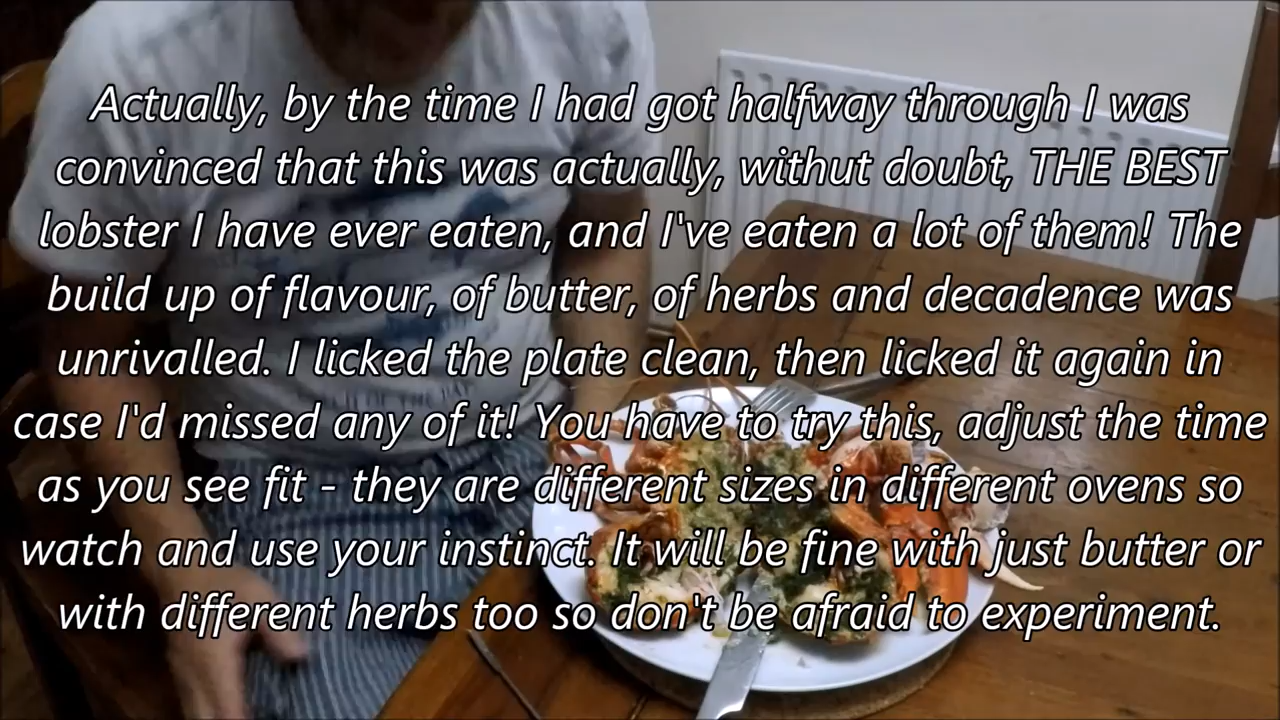 Actually, by the time I had got halfway through I was
convinced that this was actually, withut doubt, THE BEST
lobster I have ever eaten, and I've eaten a lot of them! The
build up of flavour, of butter, of herbs and decadence was
unrivalled. I licked the plate clean, then licked it again in
case I'd missed any of it! You have to try this, adjust the time
as you see fit - they are different sizes in different ovens so
watch and use your instinct. It will be fine with just butter or
with different herbs too so don't be afraid to experiment.